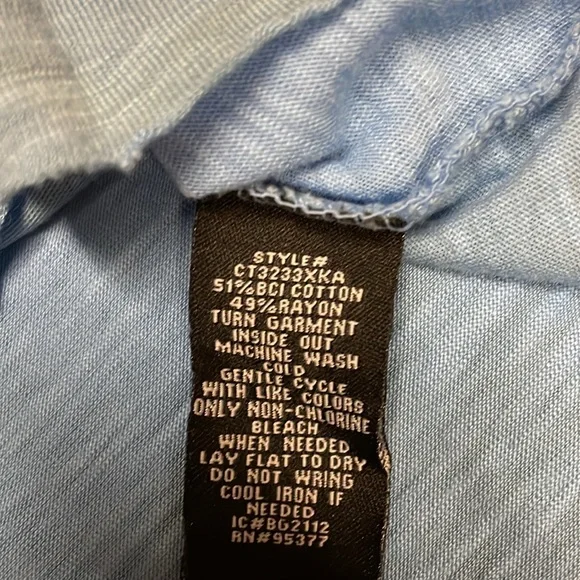 STYLE#
CT3233XKA
51%BCI COTTON
49%RAYON
TURN GARMENT
INSIDE OUT
MACHINE WASH
COLD
GENTLE CYCLE
WITH LIKE COLORS
ONLY NON-CHLORINE
BLEACH
WHEN NEEDED
LAY FLAT TO DRY
DO NOT WRING
COOL IRON IF
NEEDED
IC#BG2112
RN#95377